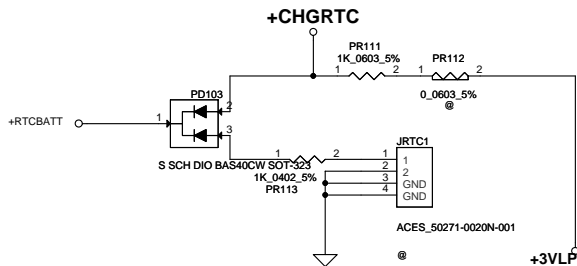 +CHGRTC
PR111
1K_0603_5%
1 2
PR112
1 2
0_0603_5%
@
PD103
2
+RTCBATT
1
3
S SCH DIO BAS40CW SOT-323
1 2
1K_0402_5%
PR113
JRTC1
1 1
2 2
3 GND
4 GND
ACES_50271-0020N-001
@
+3VLP